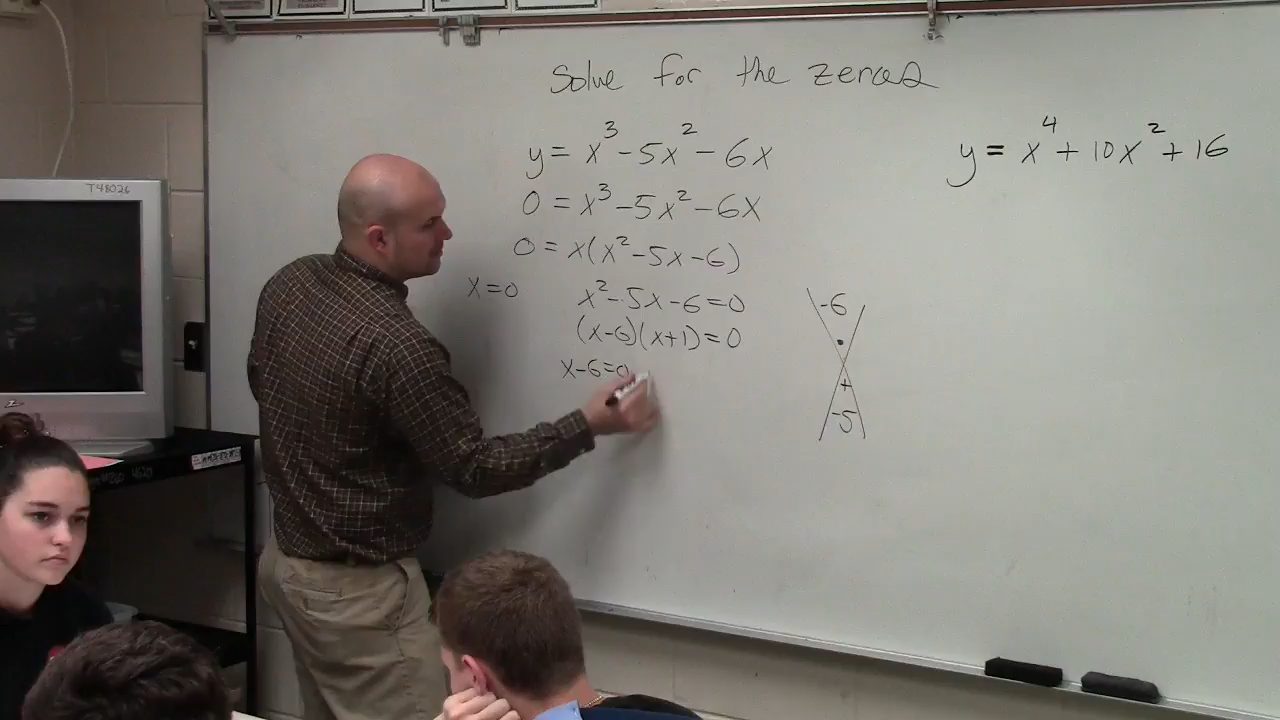 T48026
Solve for the zeros
y = x³ - 5x² - 6x
0 = x³ - 5x² - 6x
0 = x(x² - 5x - 6)
x = 0
x² - 5x - 6 = 0
(x-6)(x+1) = 0
x-6=0
-6
•
+
-5
y = x⁴ + 10x² + 16